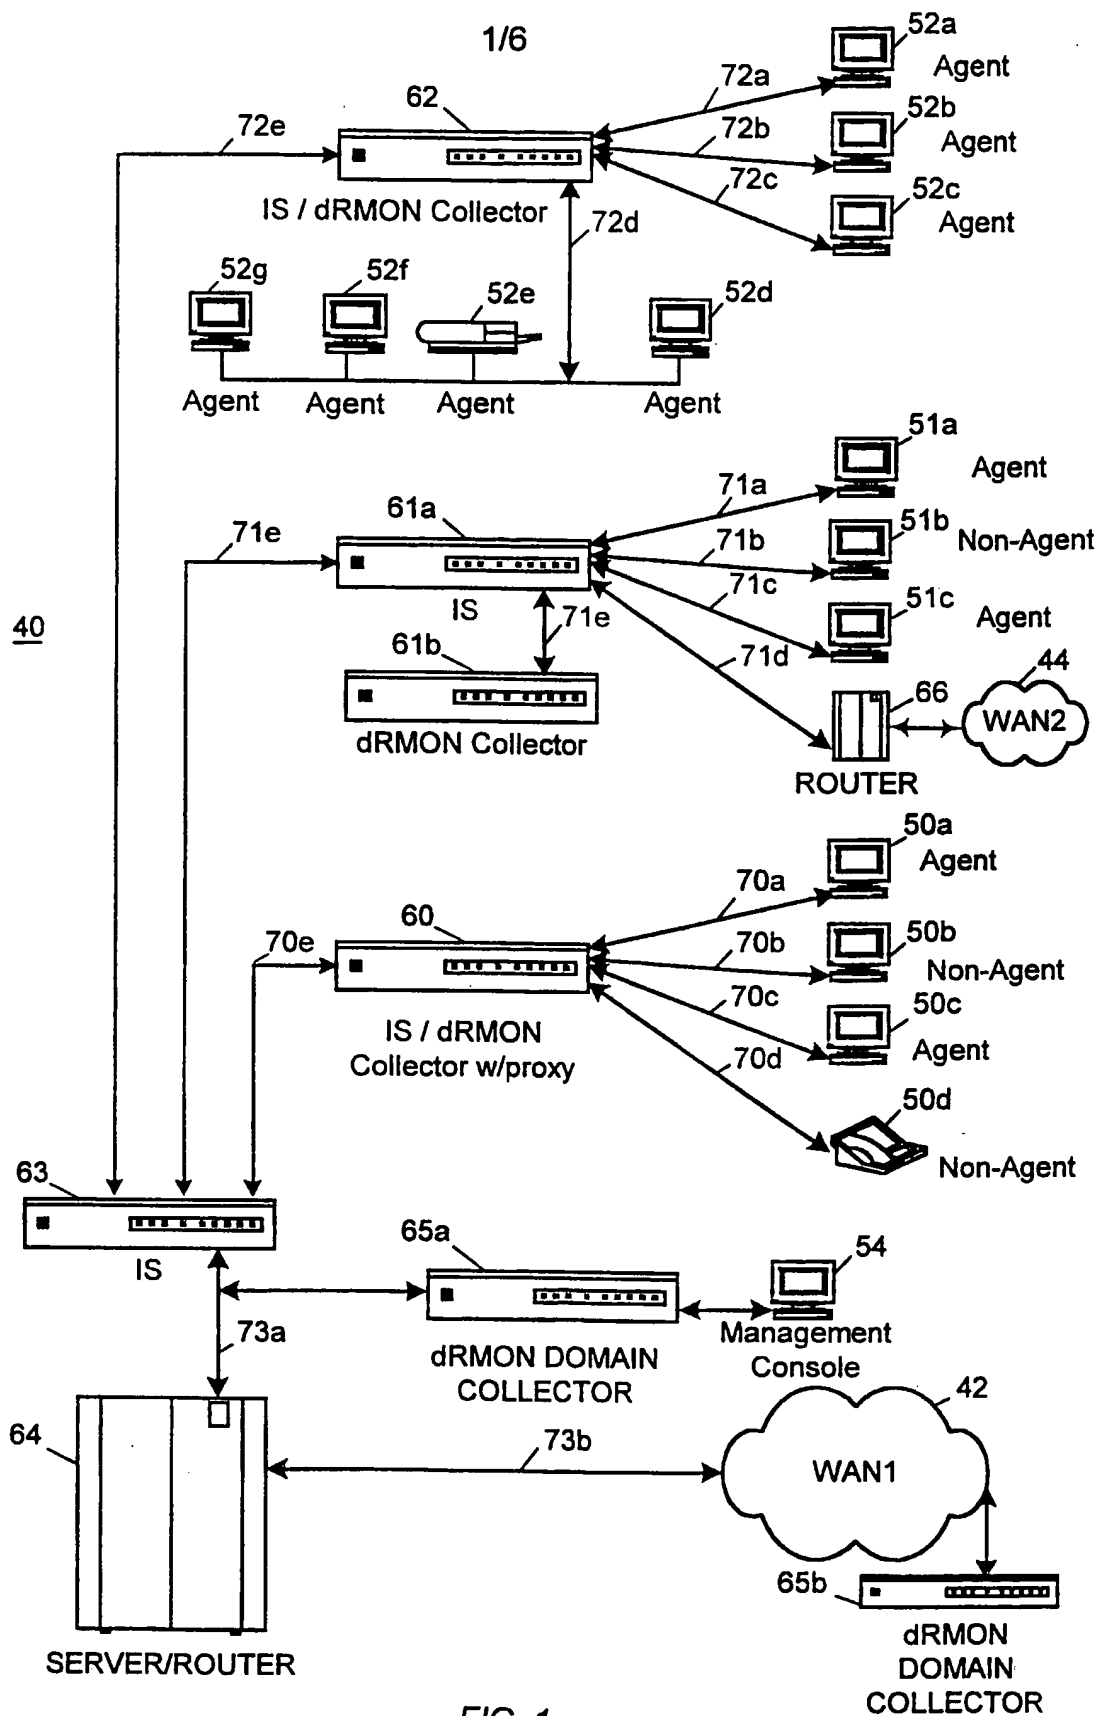 1/6
52a
Agent
72a
62
52b
72e
72b
Agent
72c
52c
IS / dRMON Collector
72d
Agent
52g
52f
52e
52d
Agent
Agent
Agent
Agent
51a
Agent
71a
61a
51b
71e
71b
Non-Agent
71c
51c
IS
71e
Agent
40
61b
71d
44
66
WAN2
dRMON Collector
ROUTER
50a
Agent
70a
60
50b
70e
70b
Non-Agent
70c
50c
IS / dRMON
Collector w/proxy
70d
Agent
50d
63
Non-Agent
65a
54
IS
73a
Management
Console
dRMON DOMAIN
COLLECTOR
42
64
73b
WAN1
65b
SERVER/ROUTER
dRMON
DOMAIN
COLLECTOR
FIG. 1